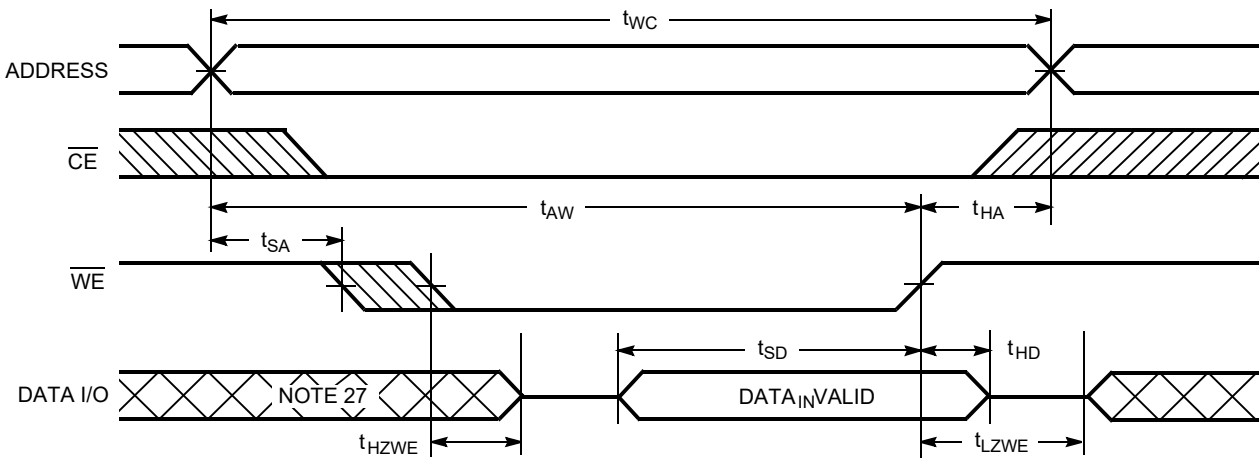 tWC
ADDRESS
CE
tAW
tHA
tSA
WE
tSD
tHD
DATA I/O
NOTE 27
DATAINVALID
tHZWE
tLZWE